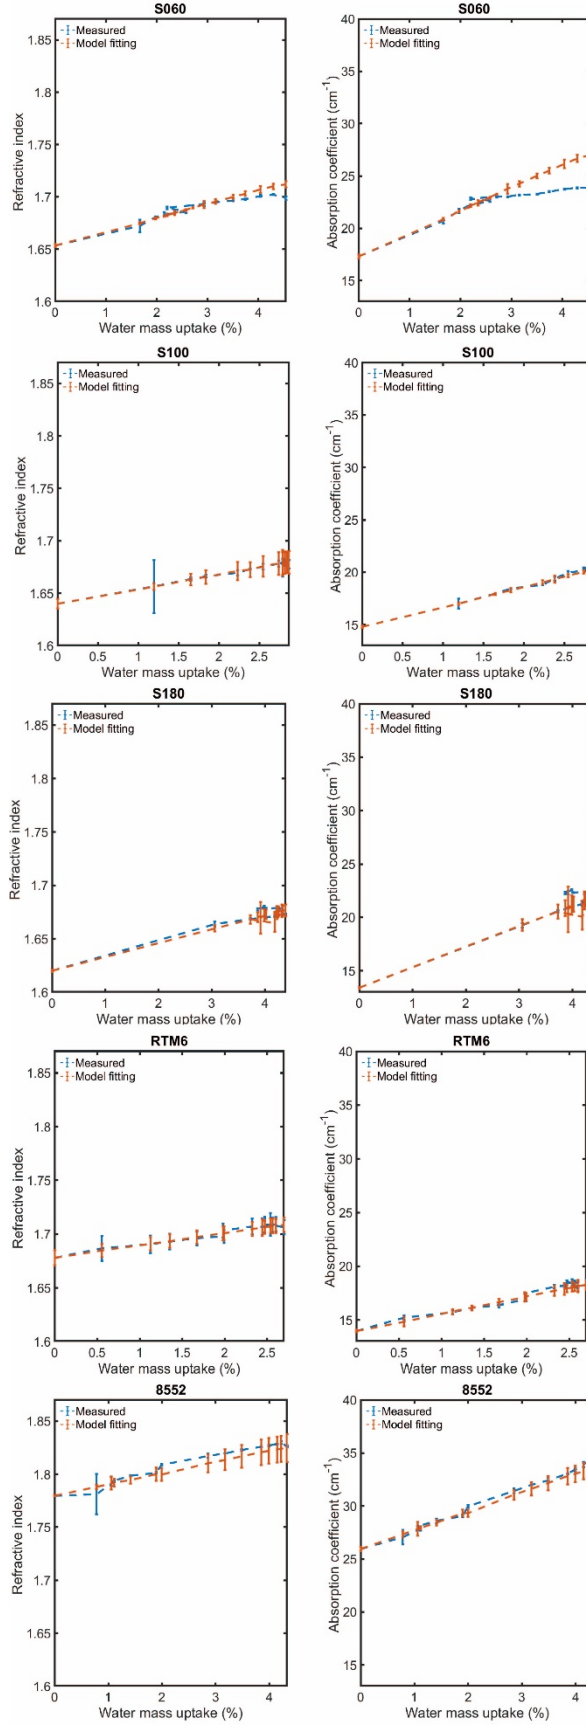 S060
S060
Measured
Model fitting
Refractive index
1.85
1.8
1.75
1.7
1.65
1.6
0 1 2 3 4
Water mass uptake (%)
Measured
Model fitting
Absorption coefficient (cm⁻¹)
40
35
30
25
20
15
0 1 2 3 4
Water mass uptake (%)
S100
S100
Measured
Model fitting
Refractive index
1.85
1.8
1.75
1.7
1.65
1.6
0 0.5 1 1.5 2 2.5
Water mass uptake (%)
Measured
Model fitting
Absorption coefficient (cm⁻¹)
40
35
30
25
20
15
0 0.5 1 1.5 2 2.5
Water mass uptake (%)
S180
S180
Measured
Model fitting
Refractive index
1.85
1.8
1.75
1.7
1.65
1.6
0 1 2 3 4
Water mass uptake (%)
Measured
Model fitting
Absorption coefficient (cm⁻¹)
40
35
30
25
20
15
0 1 2 3 4
Water mass uptake (%)
RTM6
RTM6
Measured
Model fitting
Refractive index
1.85
1.8
1.75
1.7
1.65
1.6
0 0.5 1 1.5 2 2.5
Water mass uptake (%)
Measured
Model fitting
Absorption coefficient (cm⁻¹)
40
35
30
25
20
15
0 0.5 1 1.5 2 2.5
Water mass uptake (%)
8552
8552
Measured
Model fitting
Refractive index
1.85
1.8
1.75
1.7
1.65
1.6
0 1 2 3 4
Water mass uptake (%)
Measured
Model fitting
Absorption coefficient (cm⁻¹)
40
35
30
25
20
15
0 1 2 3 4
Water mass uptake (%)